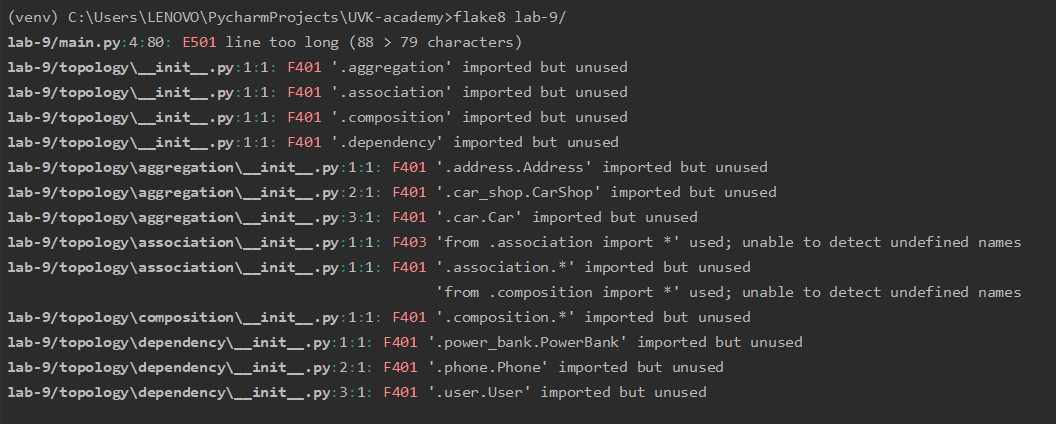 (venv) C:\Users\LENOVO\PycharmProjects\UVK-academy>flake8 lab-9/
lab-9/main.py:4:80: E501 line too long (88 > 79 characters)
lab-9/topology\__init__.py:1:1: F401 '.aggregation' imported but unused
lab-9/topology\__init__.py:1:1: F401 '.association' imported but unused
lab-9/topology\__init__.py:1:1: F401 '.composition' imported but unused
lab-9/topology\__init__.py:1:1: F401 '.dependency' imported but unused
lab-9/topology\aggregation\__init__.py:1:1: F401 '.address.Address' imported but unused
lab-9/topology\aggregation\__init__.py:2:1: F401 '.car_shop.CarShop' imported but unused
lab-9/topology\aggregation\__init__.py:3:1: F401 '.car.Car' imported but unused
lab-9/topology\association\__init__.py:1:1: F403 'from .association import *' used; unable to detect undefined names
lab-9/topology\association\__init__.py:1:1: F401 '.association.*' imported but unused
'from .composition import *' used; unable to detect undefined names
lab-9/topology\composition\__init__.py:1:1: F401 '.composition.*' imported but unused
lab-9/topology\dependency\__init__.py:1:1: F401 '.power_bank.PowerBank' imported but unused
lab-9/topology\dependency\__init__.py:2:1: F401 '.phone.Phone' imported but unused
lab-9/topology\dependency\__init__.py:3:1: F401 '.user.User' imported but unused